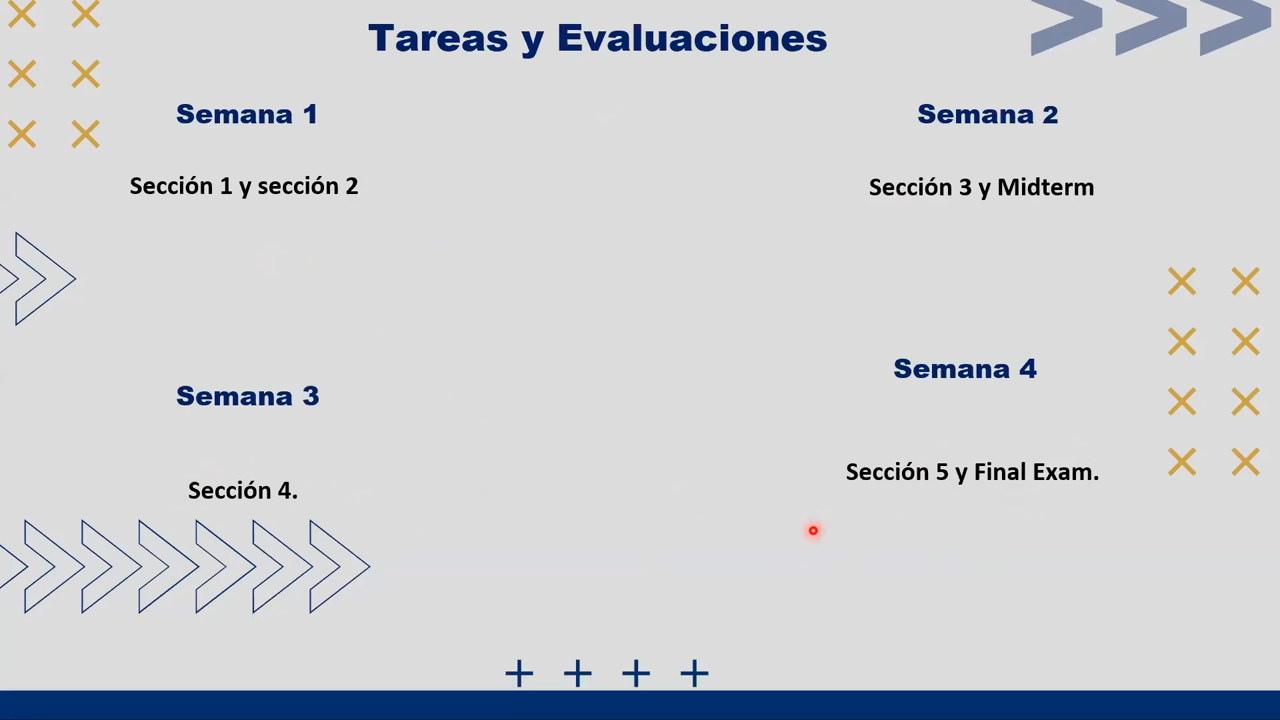 Tareas y Evaluaciones
Semana 1
Sección 1 y sección 2
Semana 2
Sección 3 y Midterm
Semana 3
Sección 4.
Semana 4
Sección 5 y Final Exam.